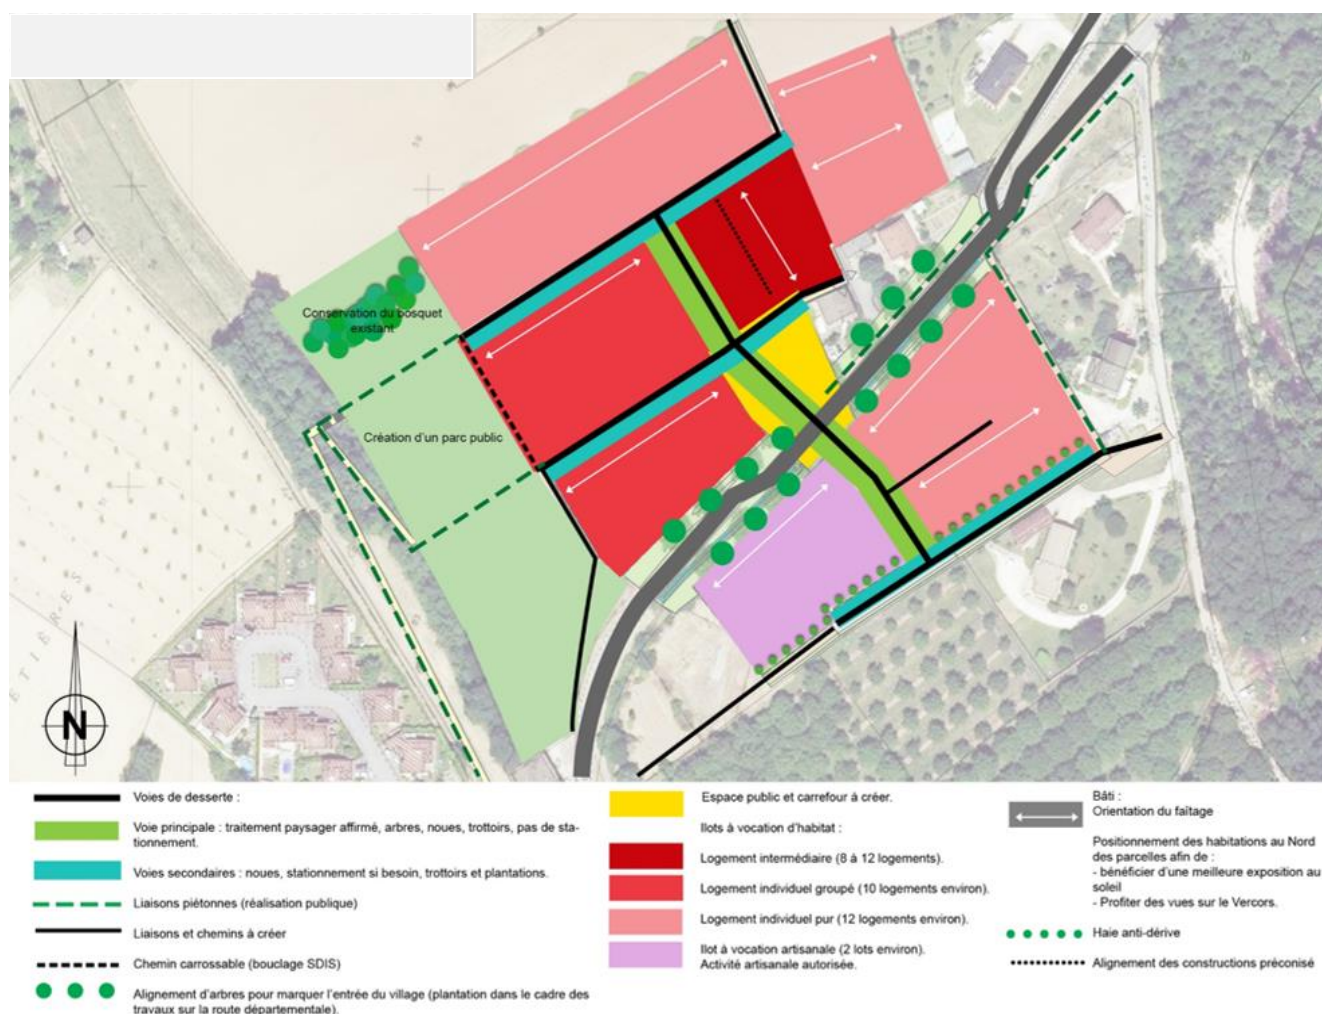 Conservation du bosquet
existant
Création d'un parc public
ETIERES
N
Voies de desserte :
Voie principale : traitement paysager affirmé, arbres, noues, trottoirs, pas de sta-
tionnement.
Voies secondaires : noues, stationnement si besoin, trottoirs et plantations.
Liaisons piétonnes (réalisation publique)
Liaisons et chemins à créer
Chemin carrossable (bouclage SDIS)
Alignement d'arbres pour marquer l'entrée du village (plantation dans le cadre des
travaux sur la route départementale).
Espace public et carrefour à créer.
Ilots à vocation d'habitat :
Logement intermédiaire (8 à 12 logements).
Logement individuel groupé (10 logements environ).
Logement individuel pur (12 logements environ).
Ilot à vocation artisanale (2 lots environ).
Activité artisanale autorisée.
Bâti :
Orientation du faîtage
Positionnement des habitations au Nord
des parcelles afin de :
- bénéficier d'une meilleure exposition au
soleil
- Profiter des vues sur le Vercors.
Haie anti-dérive
Alignement des constructions préconisé